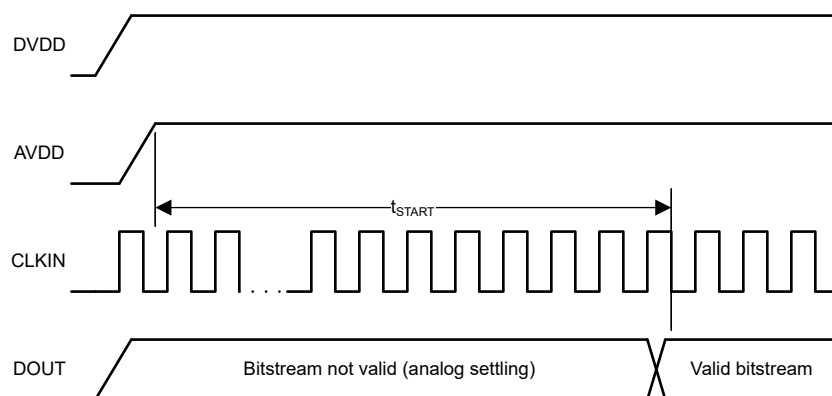 DVDD
AVDD
tSTART
CLKIN
. . .
DOUT
Bitstream not valid (analog settling)
Valid bitstream